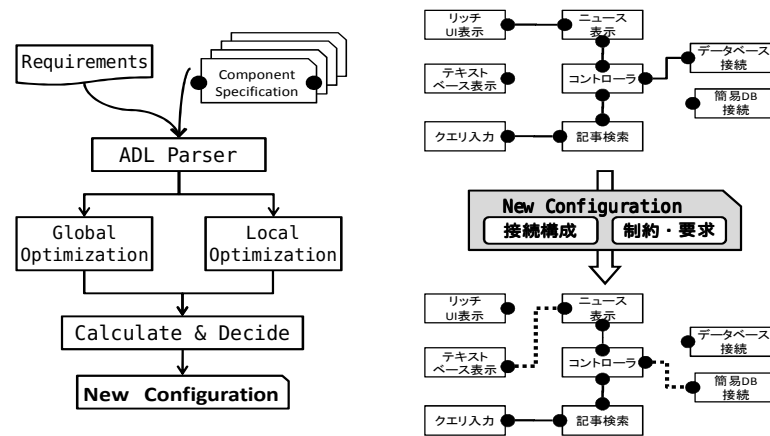 Requirements
Component
Specification
ADL Parser
Global
Optimization
Local
Optimization
Calculate & Decide
New Configuration
リッチ
UI表示
ニュース
表示
データベース
接続
テキスト
ベース表示
コントローラ
簡易DB
接続
クエリ入力
記事検索
New Configuration
接続構成
制約・要求
リッチ
UI表示
ニュース
表示
データベース
接続
テキスト
ベース表示
コントローラ
簡易DB
接続
クエリ入力
記事検索